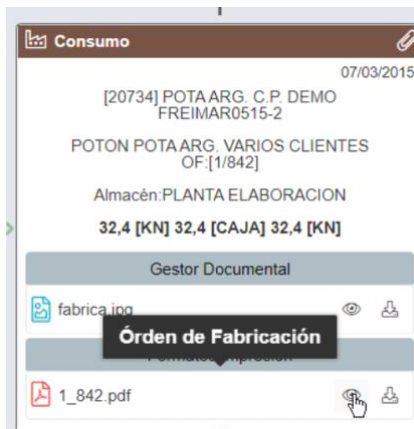 Consumo
07/03/2015
[20734] POTA ARG. C.P. DEMO
FREIMAR0515-2
POTON POTA ARG. VARIOS CLIENTES
OF:[1/842]
Almacén:PLANTA ELABORACION
32,4 [KN] 32,4 [CAJA] 32,4 [KN]
Gestor Documental
fabrica.jpg
Órden de Fabricación
1_842.pdf